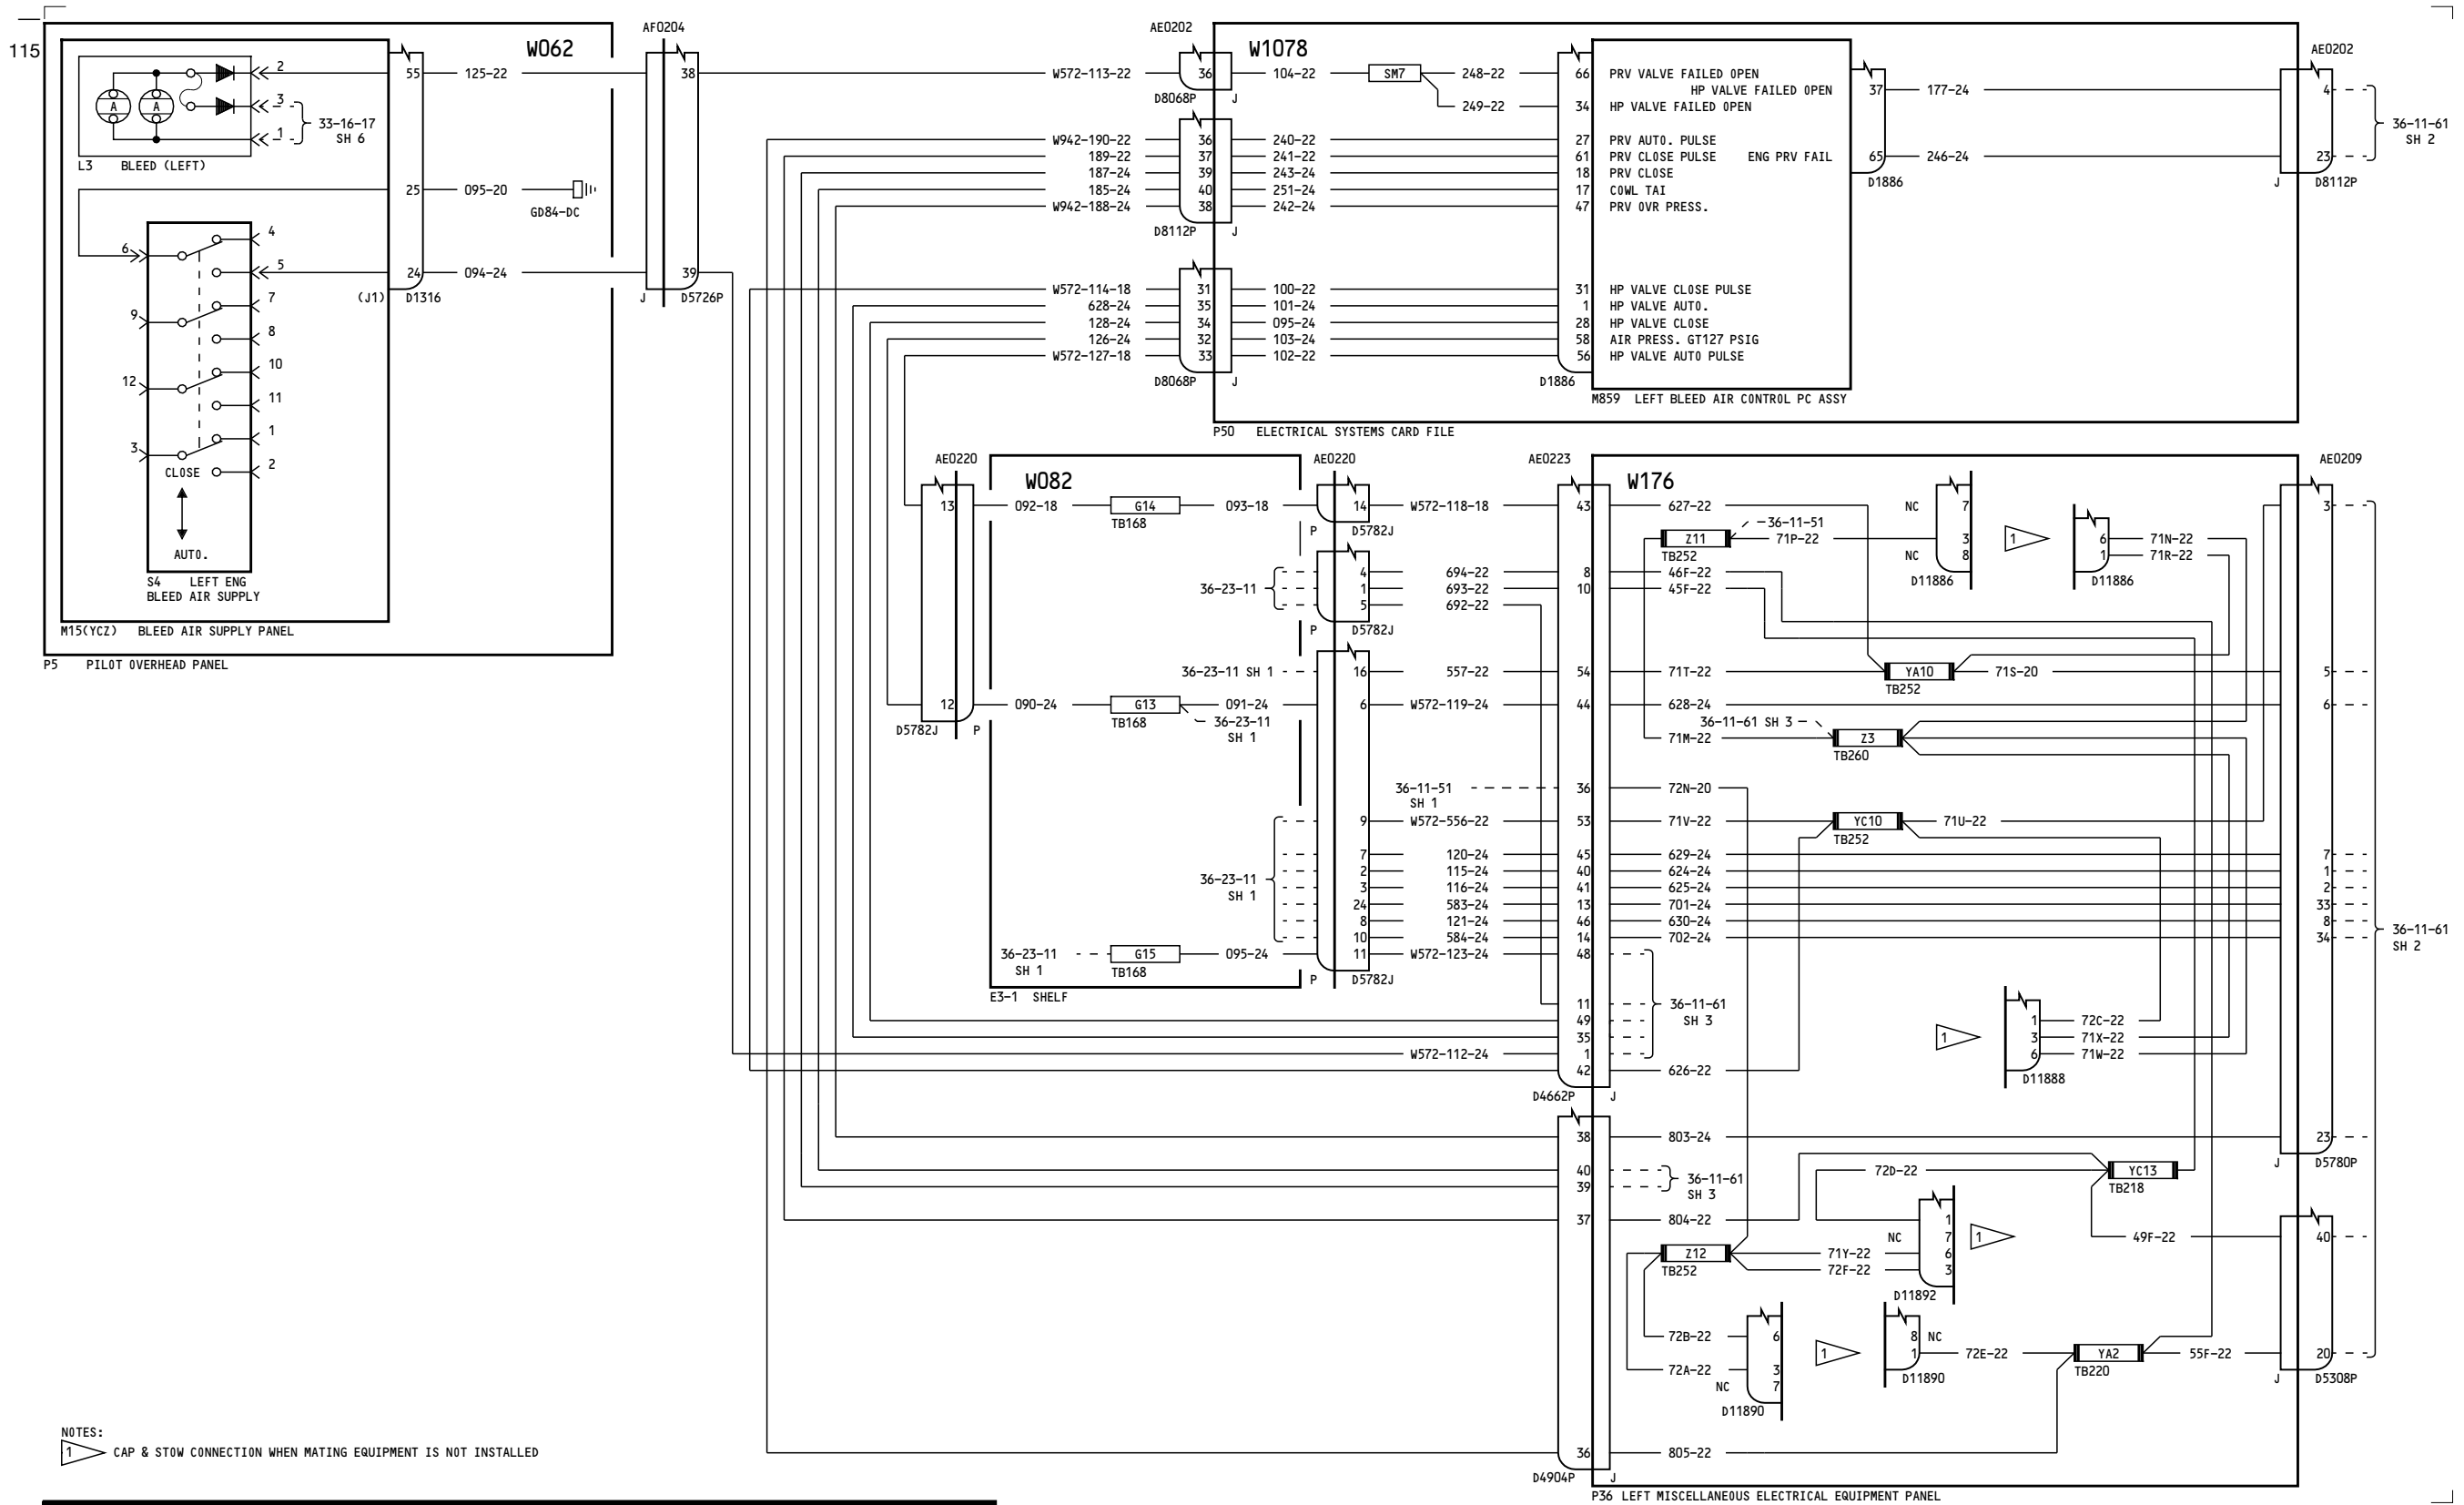 115
W062
AF0204
AE0202
W1078
AE0202
2
55
125-22
38
W572-113-22
36
104-22
SM7
248-22
66
PRV VALVE FAILED OPEN
HP VALVE FAILED OPEN
37
177-24
4
A
A
3
D8068P
J
249-22
34
HP VALVE FAILED OPEN
33-16-17
SH 6
36-11-61
SH 2
1
W942-190-22
36
240-22
27
PRV AUTO. PULSE
L3 BLEED (LEFT)
189-22
37
241-22
61
PRV CLOSE PULSE
ENG PRV FAIL
65
246-24
23
187-24
39
243-24
18
PRV CLOSE
D1886
J
D8112P
25
095-20
185-24
40
251-24
17
COWL TAI
GD84-DC
W942-188-24
38
242-24
47
PRV OVR PRESS.
D8112P
J
4
6
5
24
094-24
39
(J1)
D1316
J
D5726P
W572-114-18
31
100-22
31
HP VALVE CLOSE PULSE
7
628-24
35
101-24
1
HP VALVE AUTO.
9
128-24
34
095-24
28
HP VALVE CLOSE
8
126-24
32
103-24
58
AIR PRESS. GT127 PSIG
W572-127-18
33
102-22
56
HP VALVE AUTO PULSE
10
12
D8068P
J
D1886
11
M859 LEFT BLEED AIR CONTROL PC ASSY
1
P50 ELECTRICAL SYSTEMS CARD FILE
3
2
CLOSE
AUTO.
S4 LEFT ENG
BLEED AIR SUPPLY
M15(YCZ) BLEED AIR SUPPLY PANEL
P5 PILOT OVERHEAD PANEL
AE0220
W082
AE0220
AE0223
W176
AE0209
13
092-18
G14
TB168
093-18
14
W572-118-18
43
627-22
NC
7
3
P
D5782J
36-11-51
Z11
TB252
71P-22
3
1
6
71N-22
NC
8
1
71R-22
D11886
D11886
4
694-22
8
46F-22
36-23-11
1
693-22
10
45F-22
5
692-22
P
D5782J
36-23-11 SH 1
16
557-22
54
71T-22
YA10
TB252
71S-20
5
12
090-24
G13
TB168
091-24
6
W572-119-24
44
628-24
6
36-23-11
SH 1
D5782J
P
36-11-61 SH 3
71M-22
Z3
TB260
36-11-51
SH 1
36
72N-20
9
W572-556-22
53
71V-22
YC10
TB252
71U-22
36-23-11
SH 1
7
120-24
45
629-24
7
2
115-24
40
624-24
1
3
116-24
41
625-24
2
24
583-24
13
701-24
33
8
121-24
46
630-24
8
36-11-61
SH 2
10
584-24
14
702-24
34
36-23-11
SH 1
G15
TB168
095-24
11
W572-123-24
48
P
D5782J
E3-1 SHELF
11
36-11-61
SH 3
49
1
72C-22
35
1
3
71X-22
W572-112-24
1
6
71W-22
42
626-22
D11888
D4662P
J
38
803-24
23
J
D5780P
40
36-11-61
SH 3
39
72D-22
YC13
TB218
37
804-22
1
NC
7
1
49F-22
40
Z12
TB252
71Y-22
6
72F-22
3
D11892
72B-22
6
8
NC
1
1
72E-22
YA2
TB220
55F-22
20
72A-22
3
NC
7
D11890
D11890
J
D5308P
36
805-22
D4904P
J
P36 LEFT MISCELLANEOUS ELECTRICAL EQUIPMENT PANEL
NOTES:
1 CAP & STOW CONNECTION WHEN MATING EQUIPMENT IS NOT INSTALLED